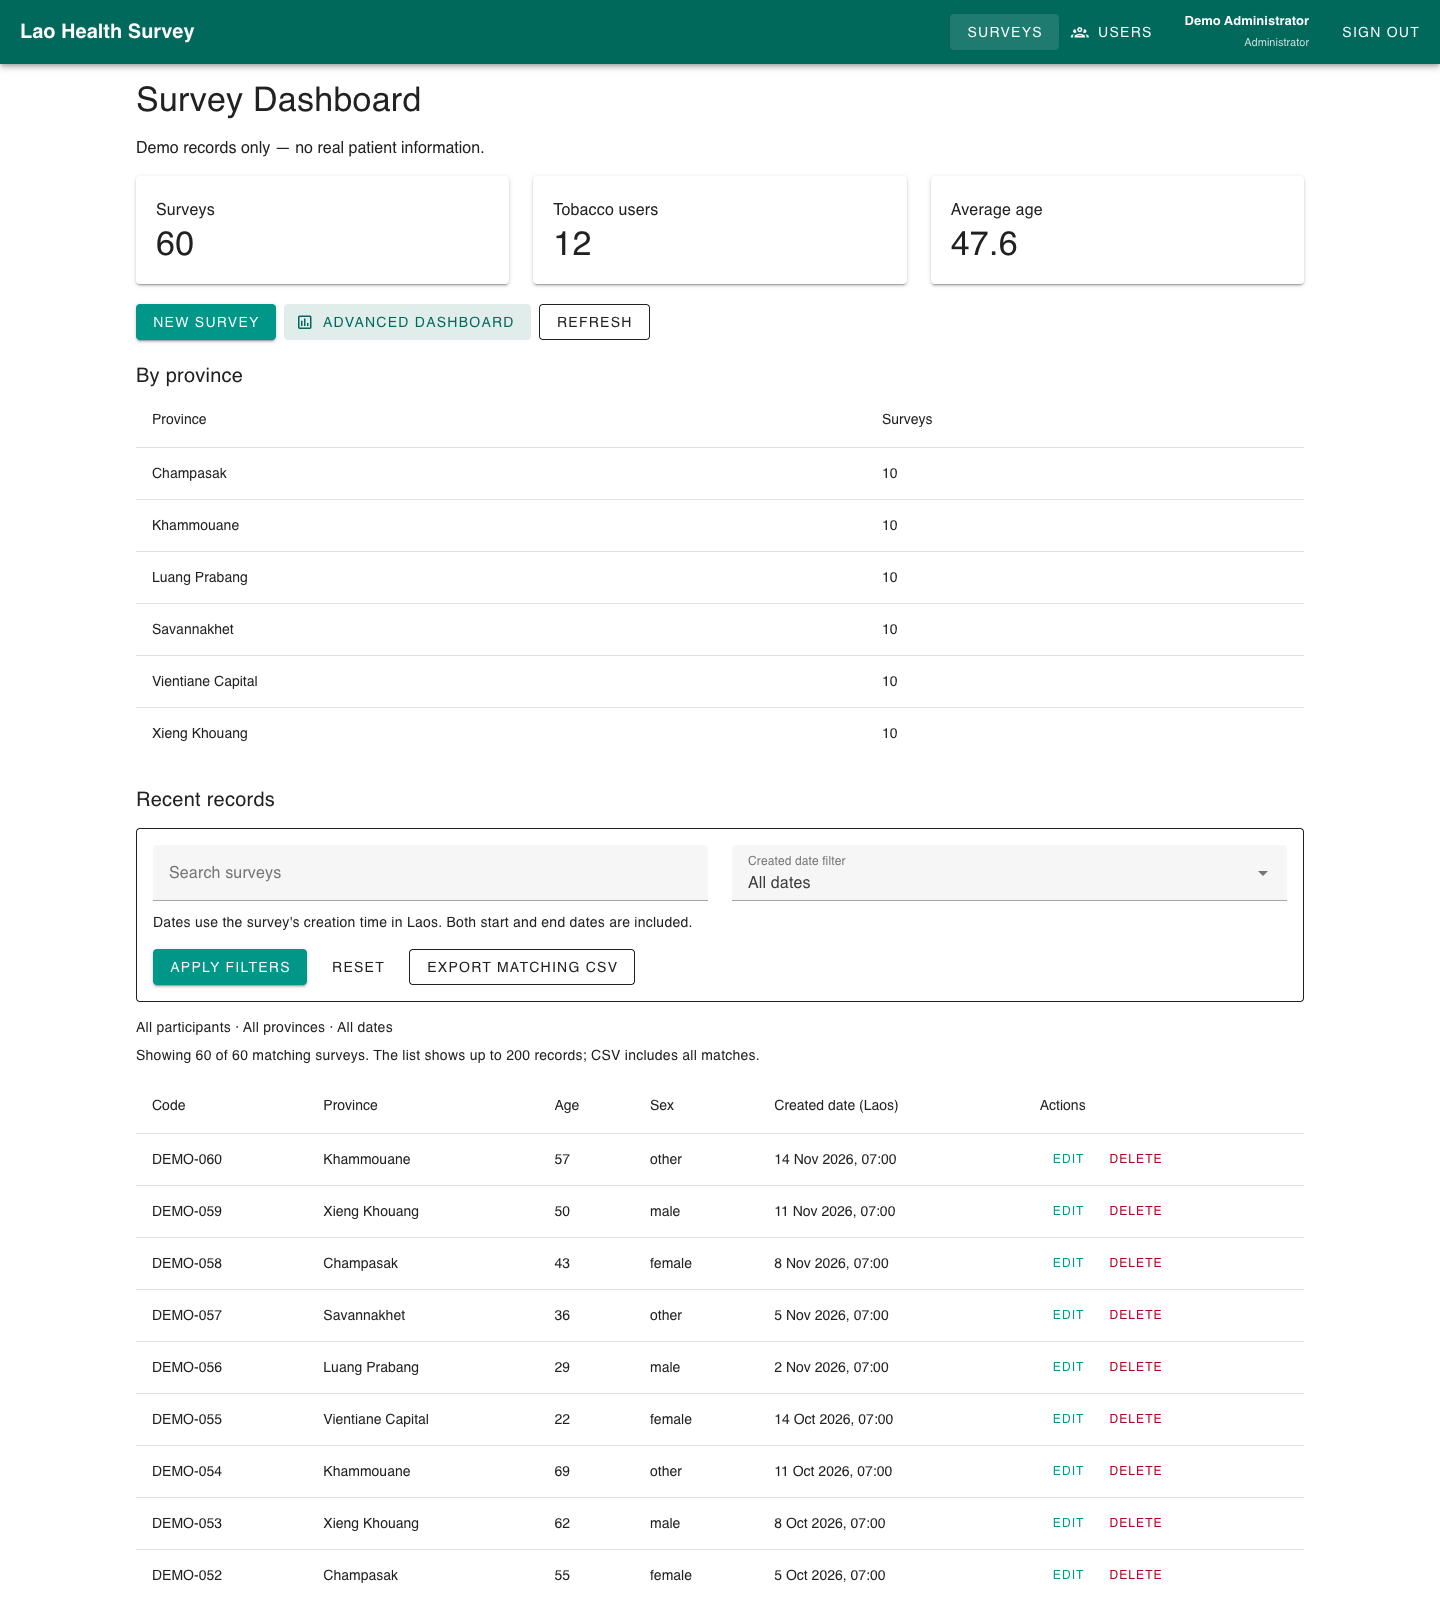 Lao Health Survey
SURVEYS
USERS
Demo Administrator
Administrator
SIGN OUT
Survey Dashboard
Demo records only — no real patient information.
Surveys
60
Tobacco users
12
Average age
47.6
NEW SURVEY
ADVANCED DASHBOARD
REFRESH
By province
Province Surveys
Champasak 10
Khammouane 10
Luang Prabang 10
Savannakhet 10
Vientiane Capital 10
Xieng Khouang 10
Recent records
Search surveys
Created date filter
All dates
Dates use the survey's creation time in Laos. Both start and end dates are included.
APPLY FILTERS
RESET
EXPORT MATCHING CSV
All participants · All provinces · All dates
Showing 60 of 60 matching surveys. The list shows up to 200 records; CSV includes all matches.
Code Province Age Sex Created date (Laos) Actions
DEMO-060 Khammouane 57 other 14 Nov 2026, 07:00 EDIT DELETE
DEMO-059 Xieng Khouang 50 male 11 Nov 2026, 07:00 EDIT DELETE
DEMO-058 Champasak 43 female 8 Nov 2026, 07:00 EDIT DELETE
DEMO-057 Savannakhet 36 other 5 Nov 2026, 07:00 EDIT DELETE
DEMO-056 Luang Prabang 29 male 2 Nov 2026, 07:00 EDIT DELETE
DEMO-055 Vientiane Capital 22 female 14 Oct 2026, 07:00 EDIT DELETE
DEMO-054 Khammouane 69 other 11 Oct 2026, 07:00 EDIT DELETE
DEMO-053 Xieng Khouang 62 male 8 Oct 2026, 07:00 EDIT DELETE
DEMO-052 Champasak 55 female 5 Oct 2026, 07:00 EDIT DELETE